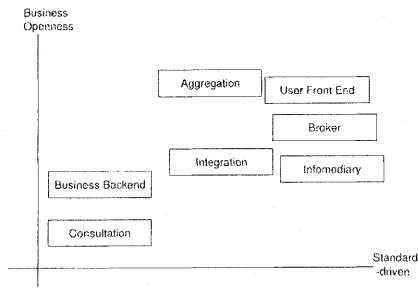 Business
Openness
Aggregation
User Front End
Broker
Integration
Infomediary
Business Backend
Consultation
Standard
-driven